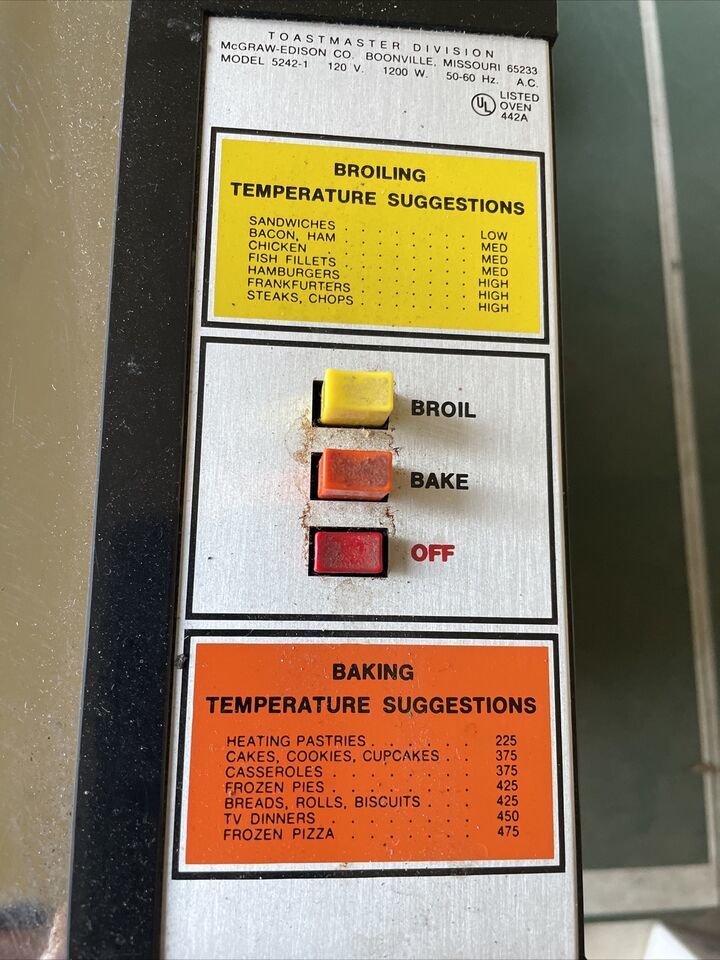 TOASTMASTER DIVISION
McGRAW-EDISON CO. BOONVILLE, MISSOURI 65233
MODEL 5242-1 120 V. 1200 W. 50-60 Hz. A.C.
UL LISTED
OVEN
442A
BROILING
TEMPERATURE SUGGESTIONS
SANDWICHES . . . . . . . . LOW
BACON, HAM . . . . . . . . MED
CHICKEN . . . . . . . . MED
FISH FILLETS . . . . . . . . MED
HAMBURGERS . . . . . . . . HIGH
FRANKFURTERS . . . . . . . HIGH
STEAKS, CHOPS . . . . . . . HIGH
BROIL
BAKE
OFF
BAKING
TEMPERATURE SUGGESTIONS
HEATING PASTRIES . . . . . . 225
CAKES, COOKIES, CUPCAKES . . 375
CASSEROLES . . . . . . . . 375
FROZEN PIES . . . . . . . . 425
BREADS, ROLLS, BISCUITS . . . 425
TV DINNERS . . . . . . . . 450
FROZEN PIZZA . . . . . . . 475